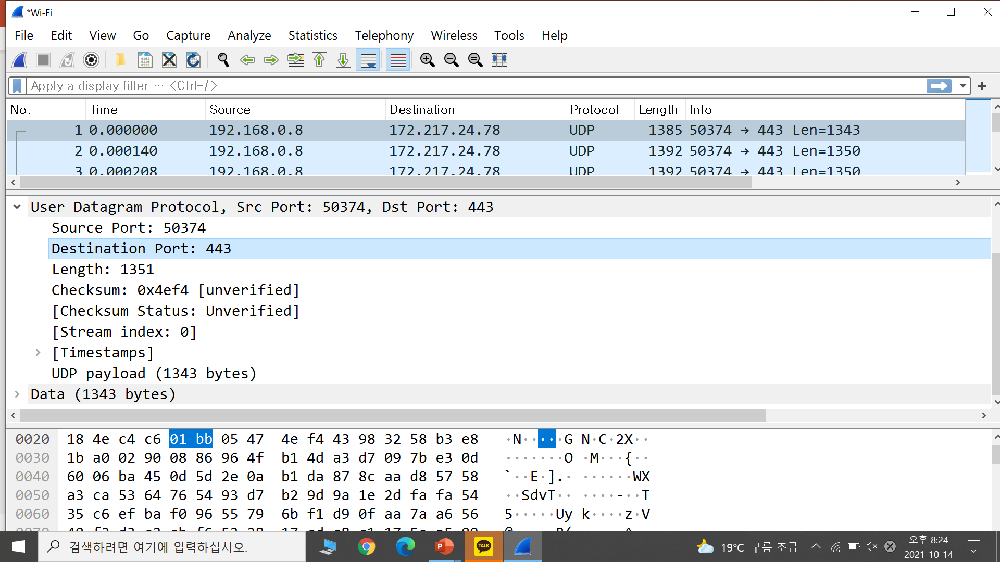 *Wi-Fi
File Edit View Go Capture Analyze Statistics Telephony Wireless Tools Help
Apply a display filter ··· <Ctrl-/>
No. Time Source Destination Protocol Length Info
1 0.000000 192.168.0.8 172.217.24.78 UDP 1385 50374 → 443 Len=1343
2 0.000140 192.168.0.8 172.217.24.78 UDP 1392 50374 → 443 Len=1350
3 0.000208 192.168.0.8 172.217.24.78 UDP 1392 50374 → 443 Len=1350
User Datagram Protocol, Src Port: 50374, Dst Port: 443
Source Port: 50374
Destination Port: 443
Length: 1351
Checksum: 0x4ef4 [unverified]
[Checksum Status: Unverified]
[Stream index: 0]
[Timestamps]
UDP payload (1343 bytes)
Data (1343 bytes)
0020 18 4e c4 c6 01 bb 05 47 4e f4 43 98 32 58 b3 e8 ·N·····G N·C·2X··
0030 1b a0 02 90 08 86 96 4f b1 4d a3 d7 09 7b e3 0d ·······O ·M···{··
0040 60 06 ba 45 0d 5d 2e 0a b1 da 87 8c aa d8 57 58 `··E·].· ······WX
0050 a3 ca 53 64 76 54 93 d7 b2 9d 9a 1e 2d fa fa 54 ··SdvT·· ····-··T
0060 35 c6 ef ba f0 96 55 79 6b f1 d9 0f aa 7a a6 56 5·····Uy k····z·V
검색하려면 여기에 입력하십시오.
TALK
19°C 구름 조금
오후 8:24
2021-10-14